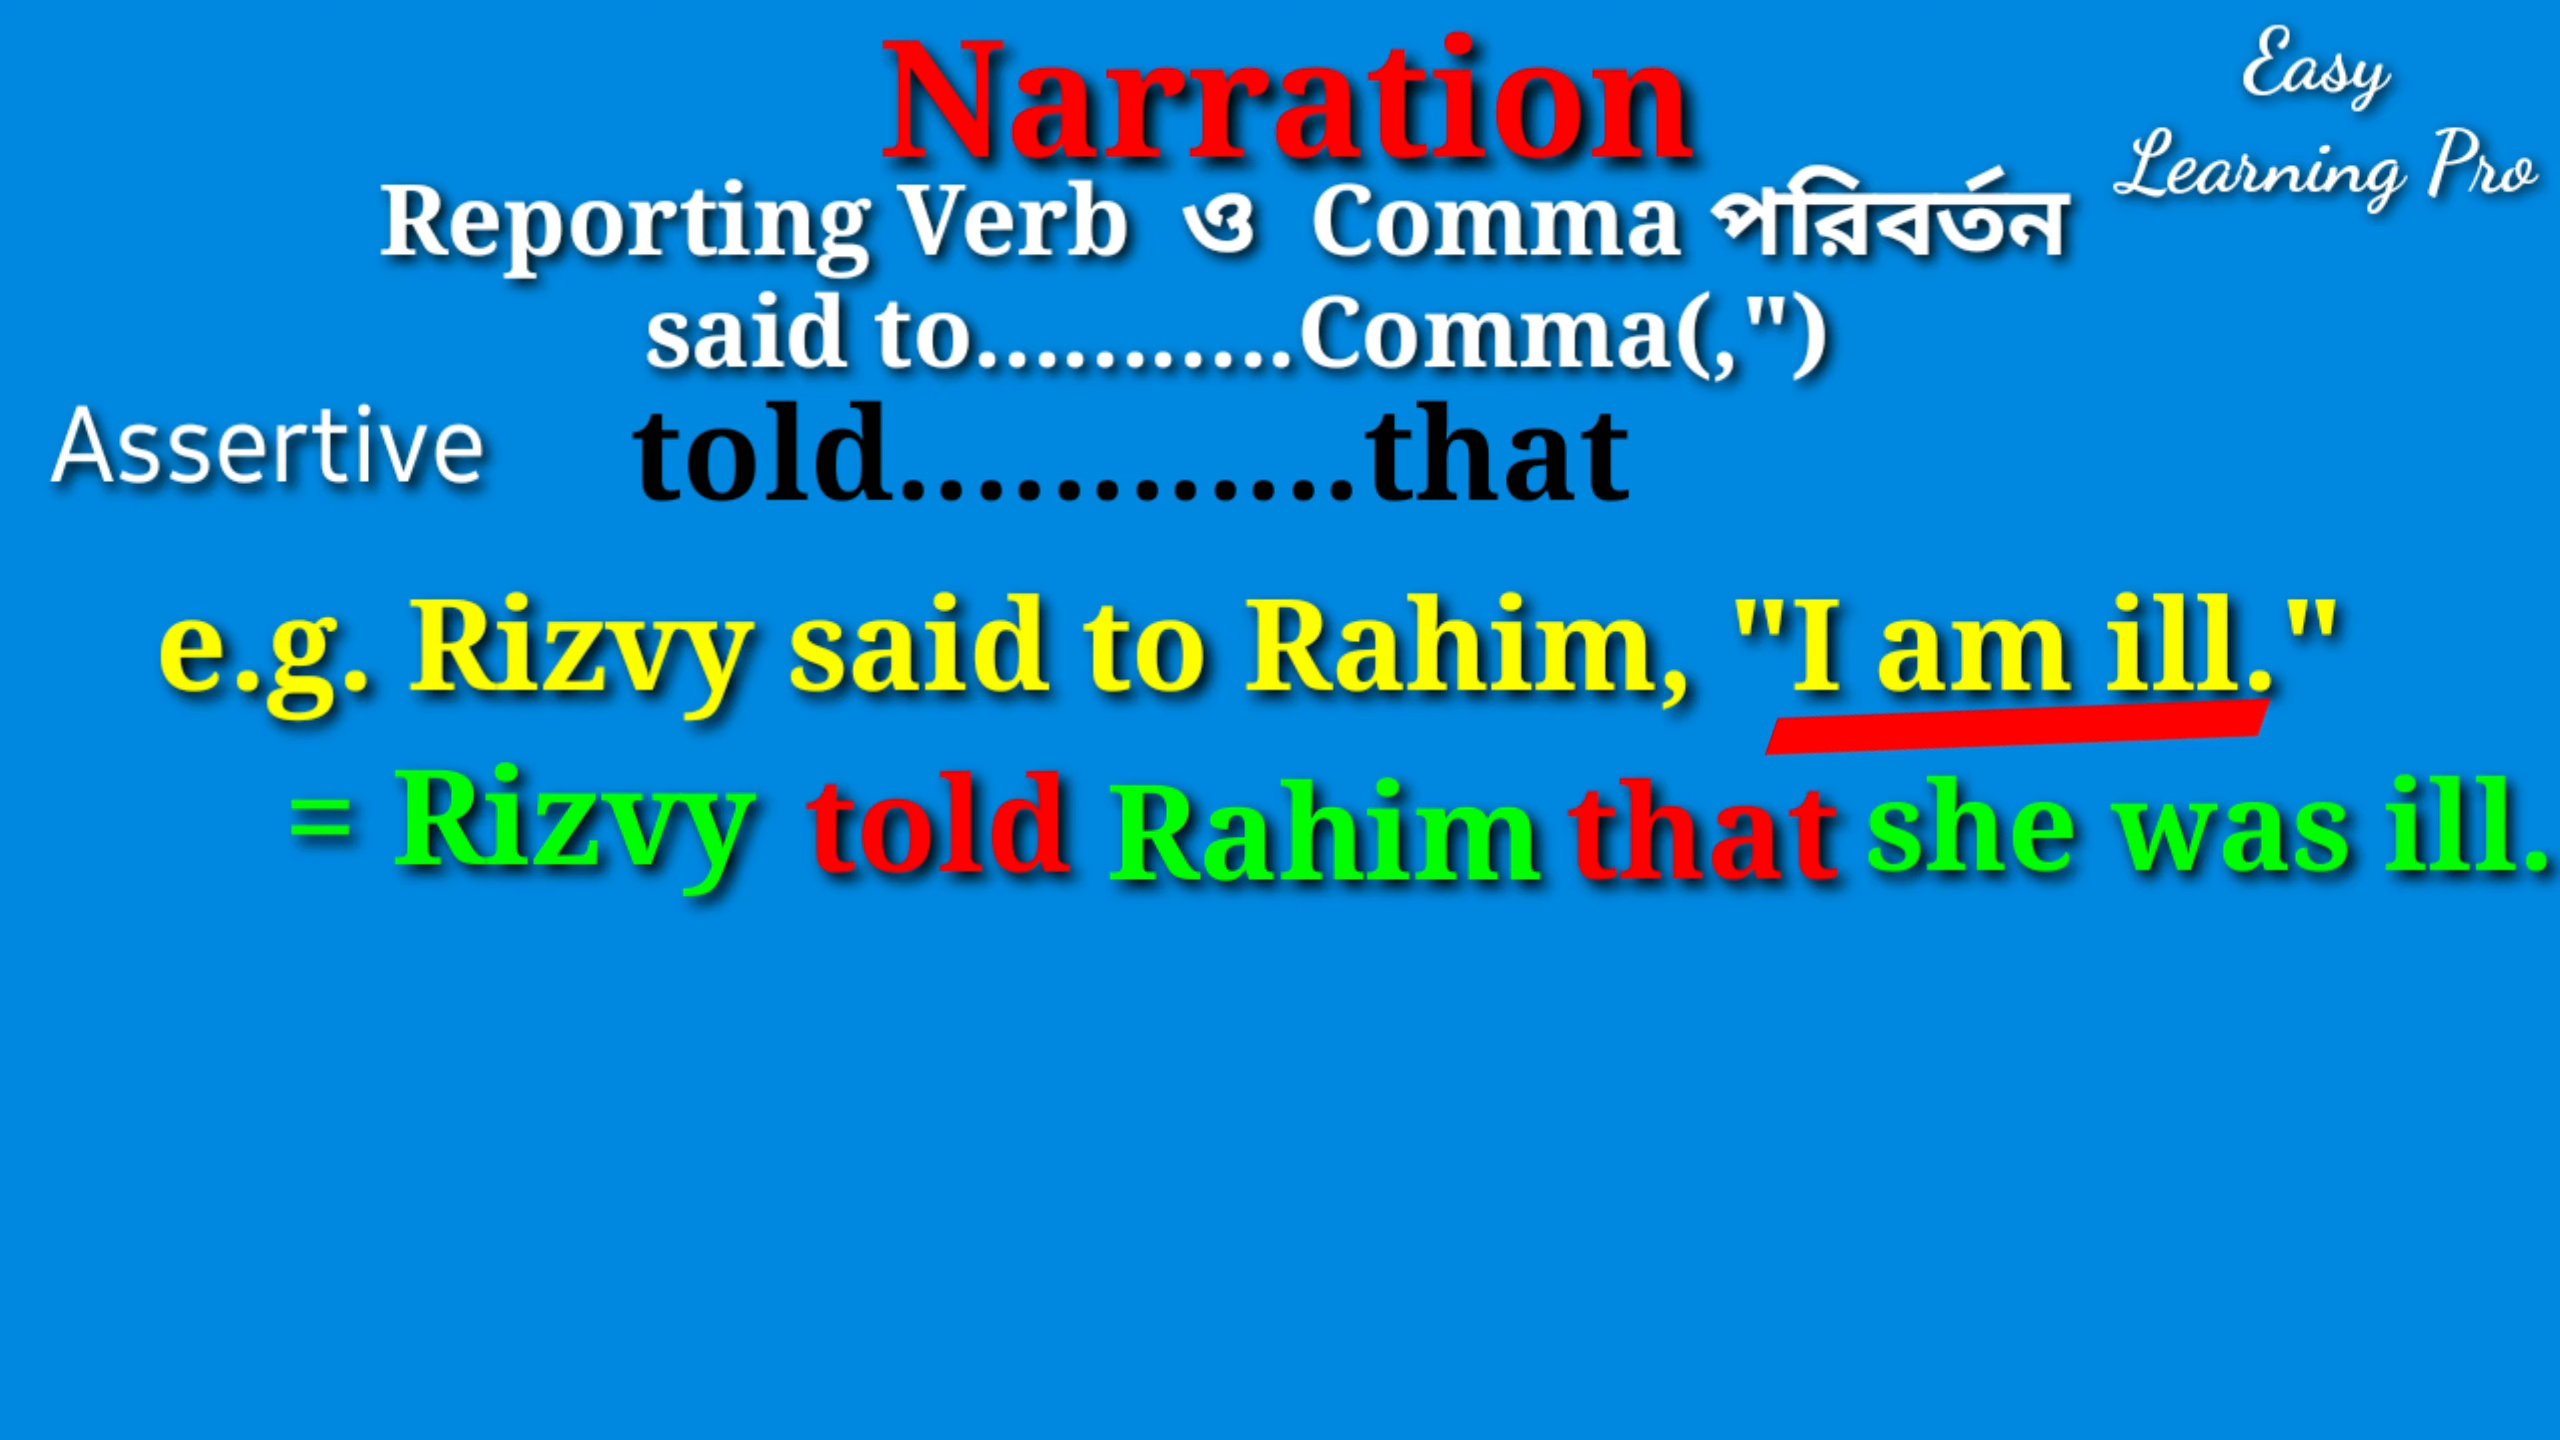 Narration
Easy
Learning Pro
Reporting Verb ও Comma পরিবর্তন
said to...........Comma(,")
Assertive told............that
e.g. Rizvy said to Rahim, "I am ill."
= Rizvy told Rahim that she was ill.